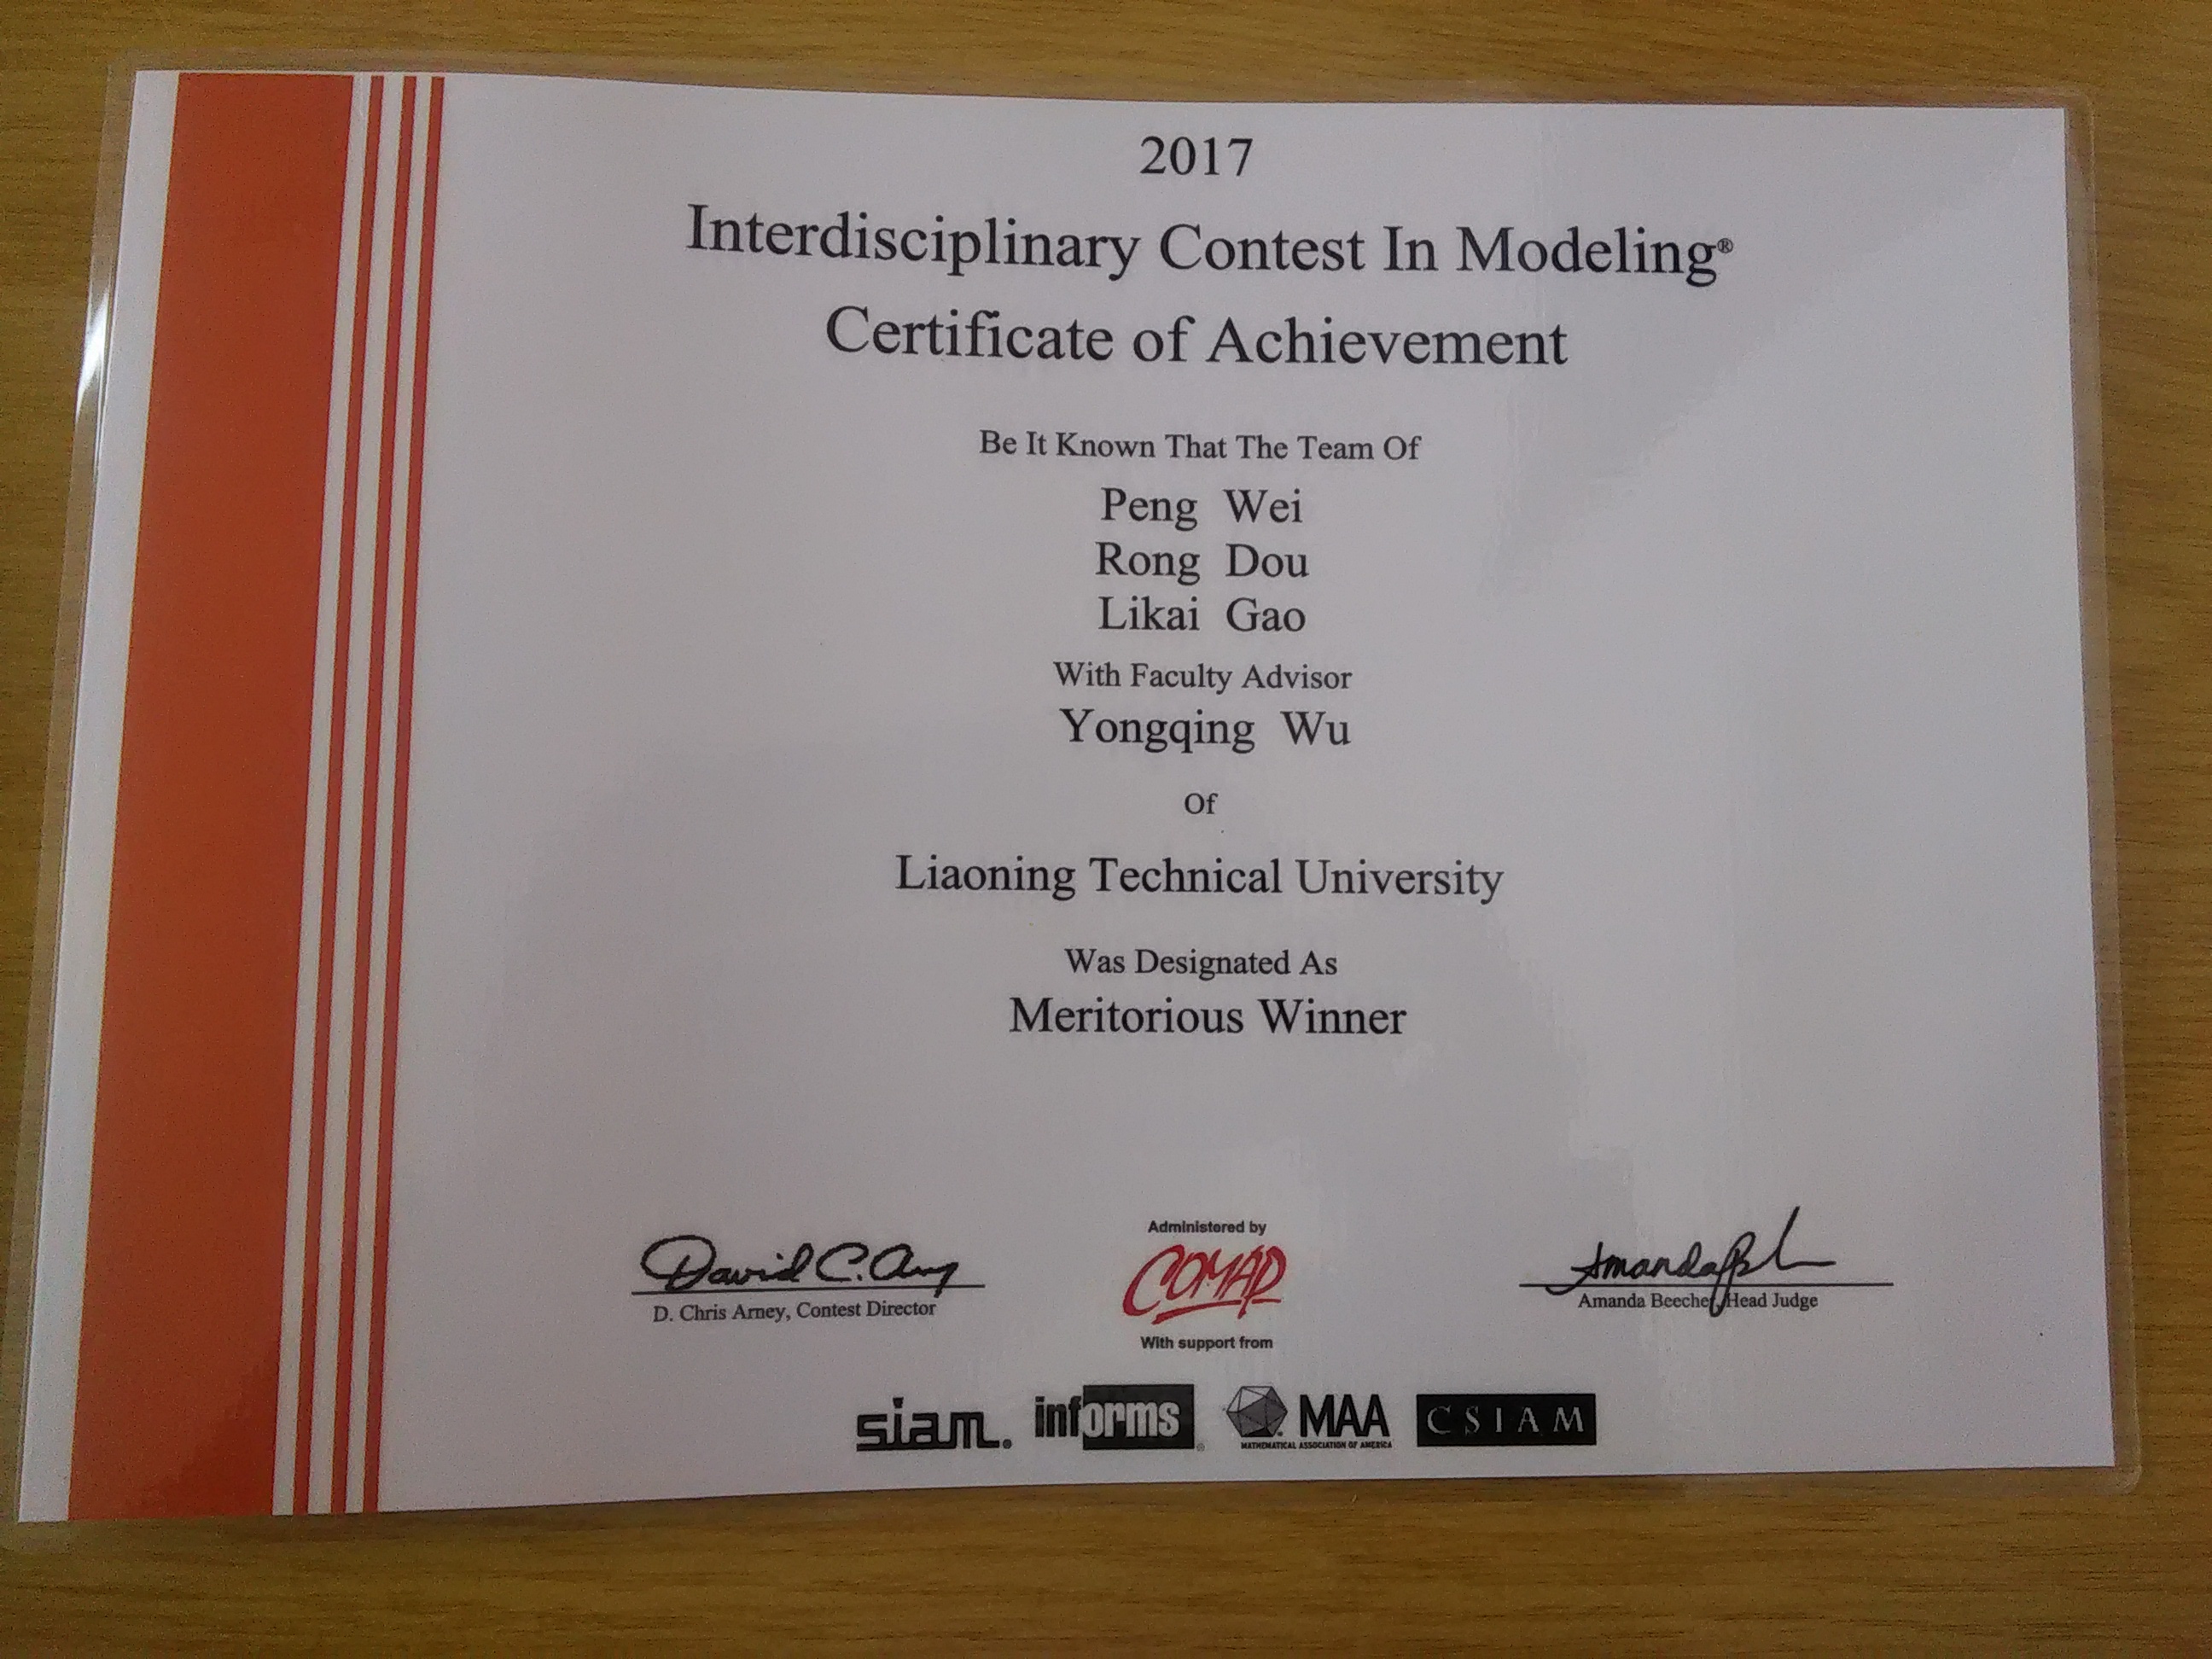 2017
Interdisciplinary Contest In Modeling®
Certificate of Achievement
Be It Known That The Team Of
Peng Wei
Rong Dou
Likai Gao
With Faculty Advisor
Yongqing Wu
Of
Liaoning Technical University
Was Designated As
Meritorious Winner
David C. Arney
D. Chris Arney, Contest Director
Administered by
COMAP
With support from
Amanda Beecher
Amanda Beecher, Head Judge
siam.
informs®
MAA
MATHEMATICAL ASSOCIATION OF AMERICA
CSIAM